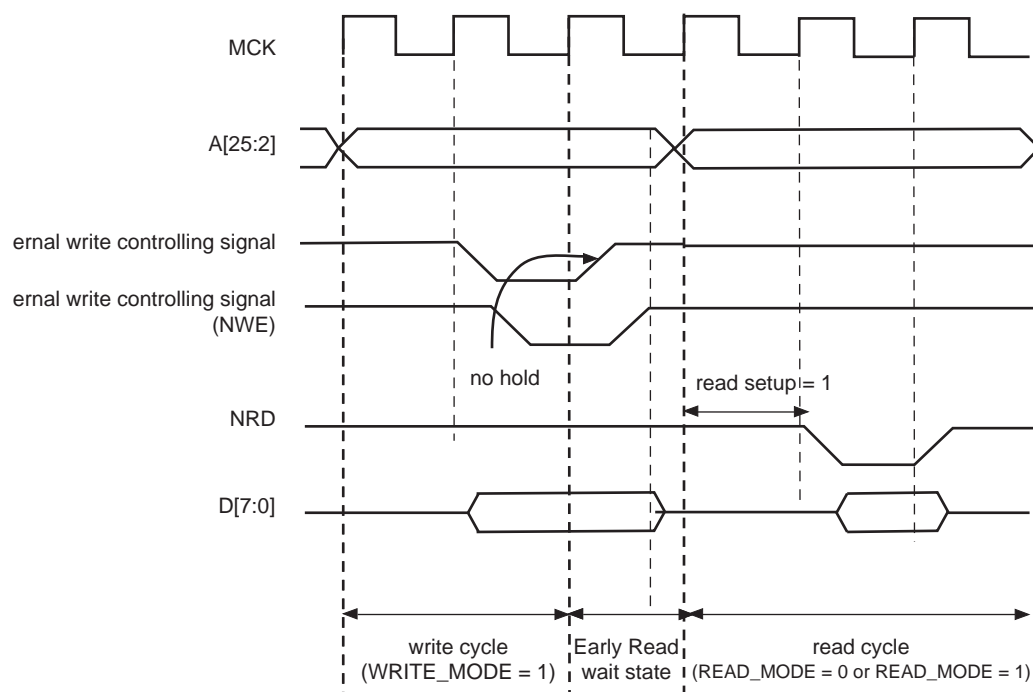 MCK
A[25:2]
ernal write controlling signal
ernal write controlling signal
(NWE)
no hold
read setup = 1
NRD
D[7:0]
write cycle
(WRITE_MODE = 1)
Early Read
wait state
read cycle
(READ_MODE = 0 or READ_MODE = 1)